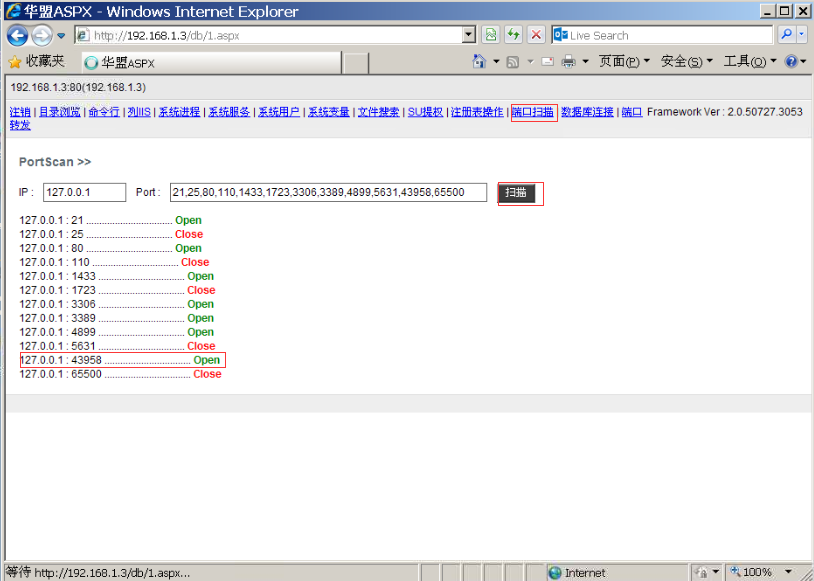 华盟ASPX - Windows Internet Explorer
http://192.168.1.3/db/1.aspx Live Search
收藏夹 华盟ASPX 页面(P) 安全(S) 工具(O)
192.168.1.3:80(192.168.1.3)
注销 | 目录浏览 | 命令行 | 列IIS | 系统进程 | 系统服务 | 系统用户 | 系统变量 | 文件搜索 | SU提权 | 注册表操作 | 端口扫描 | 数据库连接 | 端口 Framework Ver : 2.0.50727.3053
转发
PortScan >>
IP : 127.0.0.1 Port : 21,25,80,110,1433,1723,3306,3389,4899,5631,43958,65500 扫描
127.0.0.1 : 21 ................................. Open
127.0.0.1 : 25 ................................. Close
127.0.0.1 : 80 ................................. Open
127.0.0.1 : 110 ................................. Close
127.0.0.1 : 1433 ................................. Open
127.0.0.1 : 1723 ................................. Close
127.0.0.1 : 3306 ................................. Open
127.0.0.1 : 3389 ................................. Open
127.0.0.1 : 4899 ................................. Open
127.0.0.1 : 5631 ................................. Close
127.0.0.1 : 43958 ................................. Open
127.0.0.1 : 65500 ................................. Close
等待 http://192.168.1.3/db/1.aspx... Internet 100%